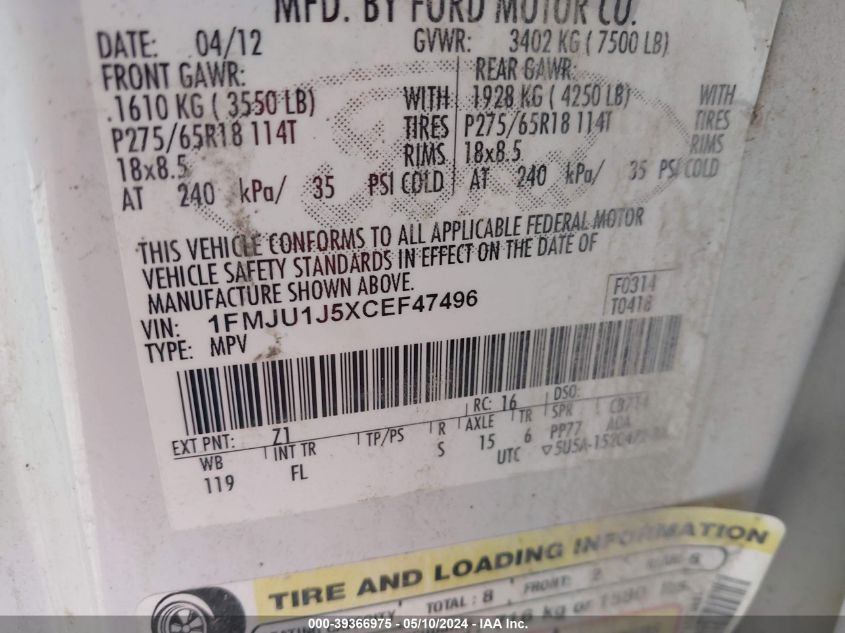 MFD. BY FORD MOTOR CO.
DATE: 04/12 GVWR: 3402 KG ( 7500 LB)
FRONT GAWR: REAR GAWR:
.1610 KG ( 3550 LB) WITH 1928 KG ( 4250 LB) WITH
P275/65R18 114T TIRES P275/65R18 114T TIRES
18x8.5 RIMS 18x8.5 RIMS
AT 240 kPa/ 35 PSI COLD AT 240 kPa/ 35 PSI COLD
THIS VEHICLE CONFORMS TO ALL APPLICABLE FEDERAL MOTOR
VEHICLE SAFETY STANDARDS IN EFFECT ON THE DATE OF
MANUFACTURE SHOWN ABOVE.
F0314
VIN: 1FMJU1J5XCEF47496 T0418
TYPE: MPV
RC: 16 DSO:
EXT PNT: Z1
WB INT TR TP/PS R AXLE TR SPR
119 FL S 15 6 PP77
UTC
TIRE AND LOADING INFORMATION
TOTAL : 8 FRONT: 2
000-39366975 - 05/10/2024 - IAAI.COM